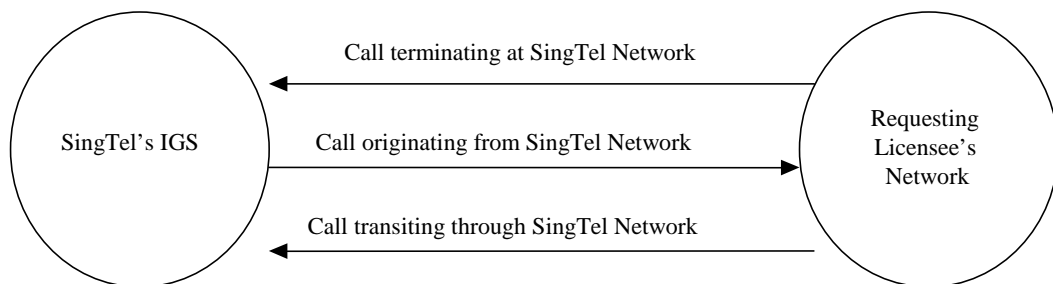 Call terminating at SingTel Network
SingTel's IGS
Call originating from SingTel Network
Requesting
Licensee's
Network
Call transiting through SingTel Network